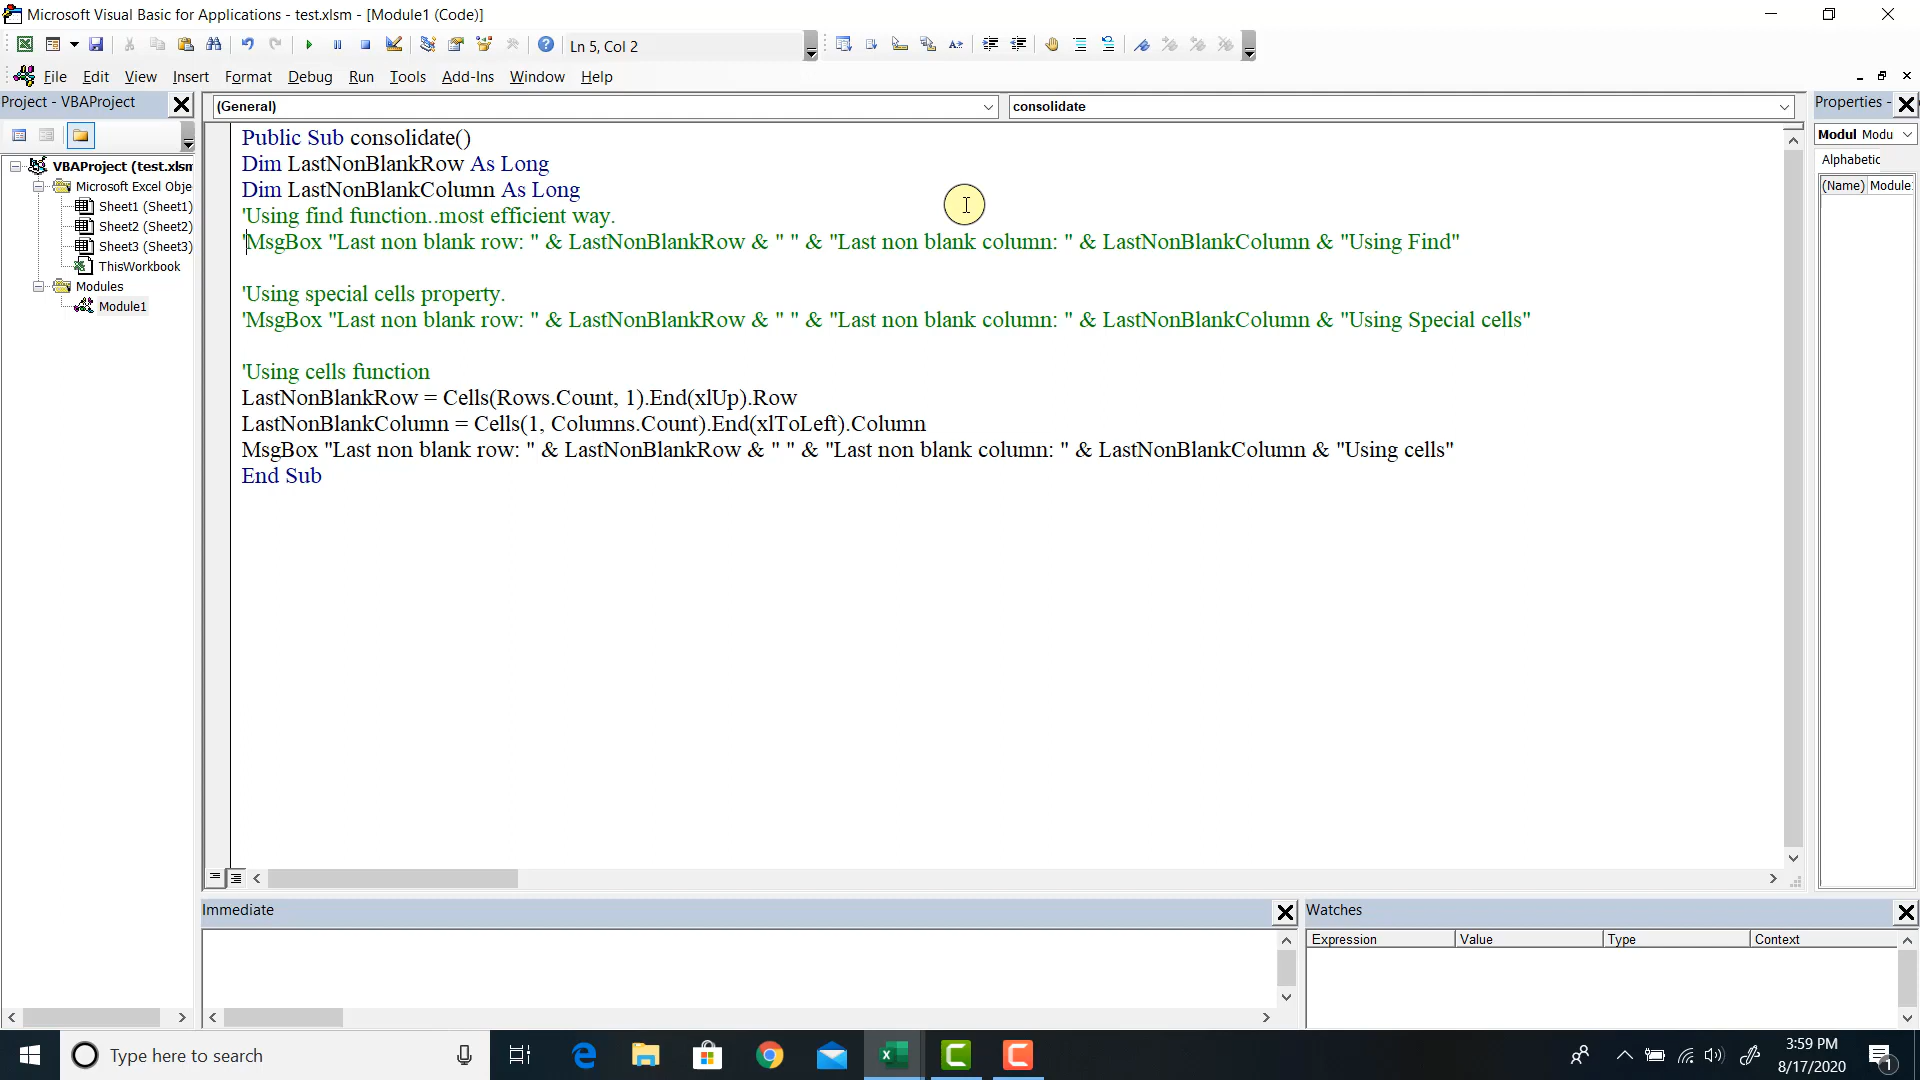 Microsoft Visual Basic for Applications - test.xlsm - [Module1 (Code)]
Ln 5, Col 2
File Edit View Insert Format Debug Run Tools Add-Ins Window Help
Project - VBAProject
(General)
consolidate
Properties -
Modul Modu
Alphabetic
(Name) Module
VBAProject (test.xlsm
Microsoft Excel Obje
Sheet1 (Sheet1)
Sheet2 (Sheet2)
Sheet3 (Sheet3)
ThisWorkbook
Modules
Module1
Public Sub consolidate()
Dim LastNonBlankRow As Long
Dim LastNonBlankColumn As Long
'Using find function..most efficient way.
'MsgBox "Last non blank row: " & LastNonBlankRow & " " & "Last non blank column: " & LastNonBlankColumn & "Using Find"
'Using special cells property.
'MsgBox "Last non blank row: " & LastNonBlankRow & " " & "Last non blank column: " & LastNonBlankColumn & "Using Special cells"
'Using cells function
LastNonBlankRow = Cells(Rows.Count, 1).End(xlUp).Row
LastNonBlankColumn = Cells(1, Columns.Count).End(xlToLeft).Column
MsgBox "Last non blank row: " & LastNonBlankRow & " " & "Last non blank column: " & LastNonBlankColumn & "Using cells"
End Sub
Immediate
Watches
Expression Value Type Context
Type here to search
3:59 PM
8/17/2020
1